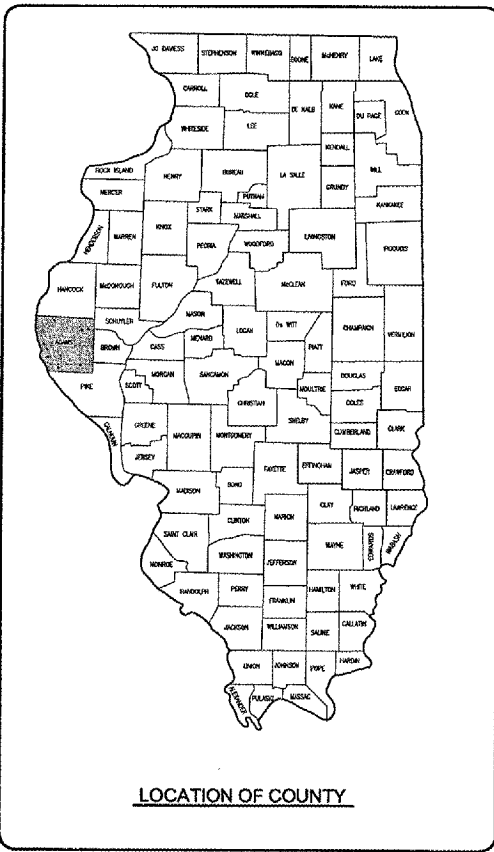 JO DAVIESS STEPHENSON WINNEBAGO BOONE McHENRY LAKE
CARROLL OGLE DE KALB KANE DU PAGE COOK
WHITESIDE LEE KENDALL WILL
ROCK ISLAND HENRY BUREAU LA SALLE GRUNDY
MERCER PUTNAM KANKAKEE
HENDERSON WARREN KNOX STARK MARSHALL LIVINGSTON IROQUOIS
PEORIA WOODFORD
HANCOCK McDONOUGH FULTON TAZEWELL McCLEAN FORD
MASON
ADAMS SCHUYLER LOGAN DE WITT CHAMPAIGN VERMILION
BROWN CASS MENARD PIATT
MACON
PIKE SCOTT MORGAN SANGAMON MOULTRIE DOUGLAS EDGAR
CHRISTIAN COLES
CALHOUN GREENE MACOUPIN MONTGOMERY SHELBY CUMBERLAND CLARK
JERSEY FAYETTE EFFINGHAM JASPER CRAWFORD
MADISON BOND
CLAY RICHLAND LAWRENCE
CLINTON MARION
SAINT CLAIR WAYNE EDWARDS WABASH
WASHINGTON JEFFERSON
MONROE
RANDOLPH PERRY HAMILTON WHITE
FRANKLIN
JACKSON WILLIAMSON SALINE GALLATIN
UNION JOHNSON POPE HARDIN
ALEXANDER PULASKI MASSAC
LOCATION OF COUNTY